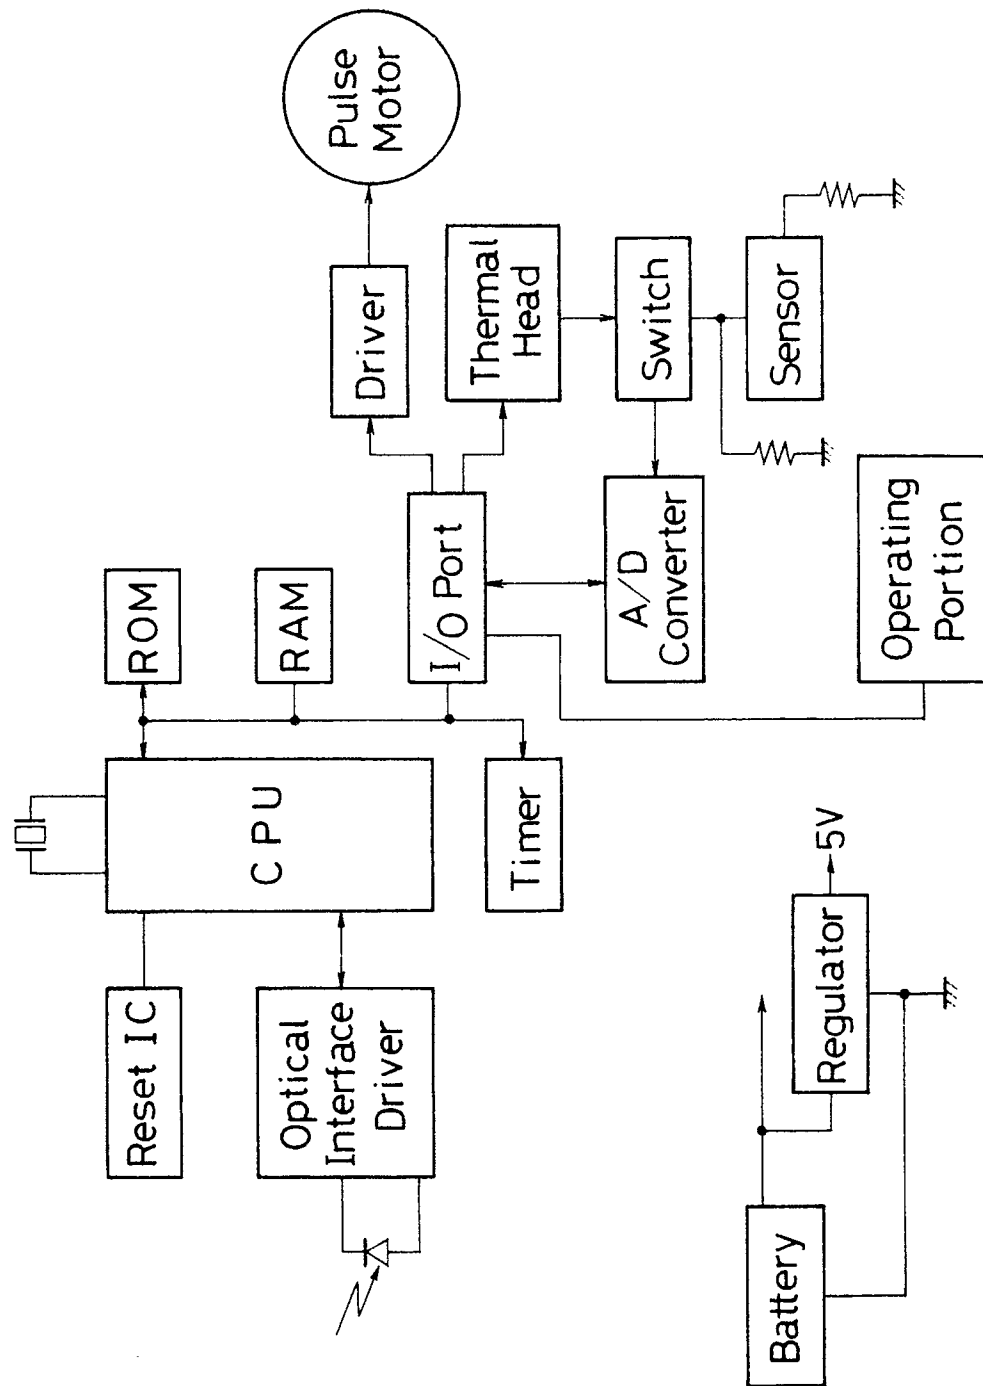 Reset IC
Optical
Interface
Driver
CPU
Timer
ROM
RAM
I/O Port
Driver
Pulse
Motor
Thermal
Head
Switch
Sensor
A/D
Converter
Operating
Portion
Battery
Regulator
5V